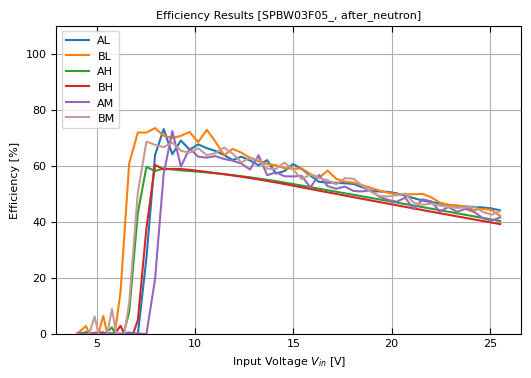 Efficiency Results [SPBW03F05_, after_neutron]
Efficiency [%]
100
80
60
40
20
0
AL
BL
AH
BH
AM
BM
5
10
15
20
25
Input Voltage V_in [V]